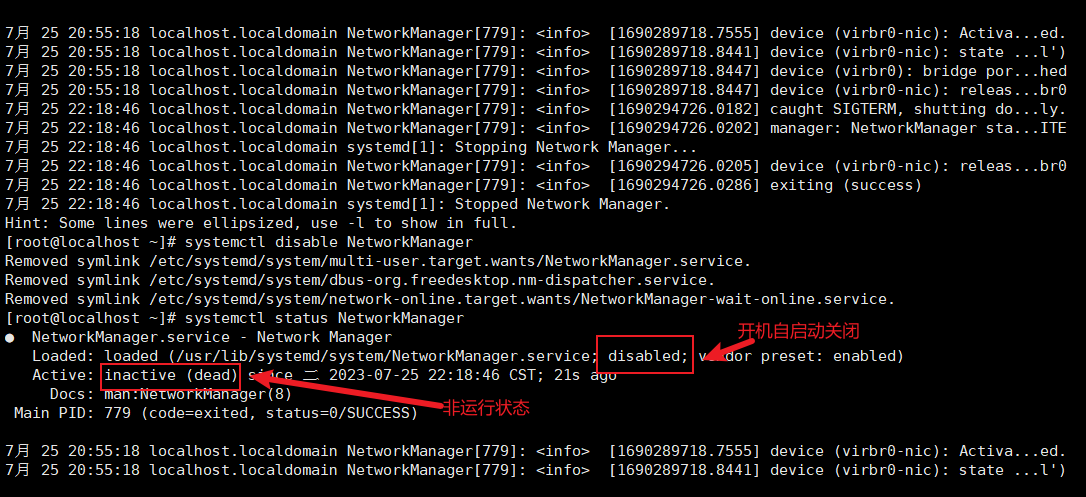 7月 25 20:55:18 localhost.localdomain NetworkManager[779]: <info>  [1690289718.7555] device (virbr0-nic): Activa...ed.
7月 25 20:55:18 localhost.localdomain NetworkManager[779]: <info>  [1690289718.8441] device (virbr0-nic): state ...l')
7月 25 20:55:18 localhost.localdomain NetworkManager[779]: <info>  [1690289718.8447] device (virbr0): bridge por...hed
7月 25 20:55:18 localhost.localdomain NetworkManager[779]: <info>  [1690289718.8447] device (virbr0-nic): releas...br0
7月 25 22:18:46 localhost.localdomain NetworkManager[779]: <info>  [1690294726.0182] caught SIGTERM, shutting do...ly.
7月 25 22:18:46 localhost.localdomain NetworkManager[779]: <info>  [1690294726.0202] manager: NetworkManager sta...ITE
7月 25 22:18:46 localhost.localdomain systemd[1]: Stopping Network Manager...
7月 25 22:18:46 localhost.localdomain NetworkManager[779]: <info>  [1690294726.0205] device (virbr0-nic): releas...br0
7月 25 22:18:46 localhost.localdomain NetworkManager[779]: <info>  [1690294726.0286] exiting (success)
7月 25 22:18:46 localhost.localdomain systemd[1]: Stopped Network Manager.
Hint: Some lines were ellipsized, use -l to show in full.
[root@localhost ~]# systemctl disable NetworkManager
Removed symlink /etc/systemd/system/multi-user.target.wants/NetworkManager.service.
Removed symlink /etc/systemd/system/dbus-org.freedesktop.nm-dispatcher.service.
Removed symlink /etc/systemd/system/network-online.target.wants/NetworkManager-wait-online.service.
[root@localhost ~]# systemctl status NetworkManager
● NetworkManager.service - Network Manager
开机自启动关闭
Loaded: loaded (/usr/lib/systemd/system/NetworkManager.service; disabled; vendor preset: enabled)
Active: inactive (dead) since 二 2023-07-25 22:18:46 CST; 21s ago
Docs: man:NetworkManager(8)
非运行状态
Main PID: 779 (code=exited, status=0/SUCCESS)
7月 25 20:55:18 localhost.localdomain NetworkManager[779]: <info>  [1690289718.7555] device (virbr0-nic): Activa...ed.
7月 25 20:55:18 localhost.localdomain NetworkManager[779]: <info>  [1690289718.8441] device (virbr0-nic): state ...l')